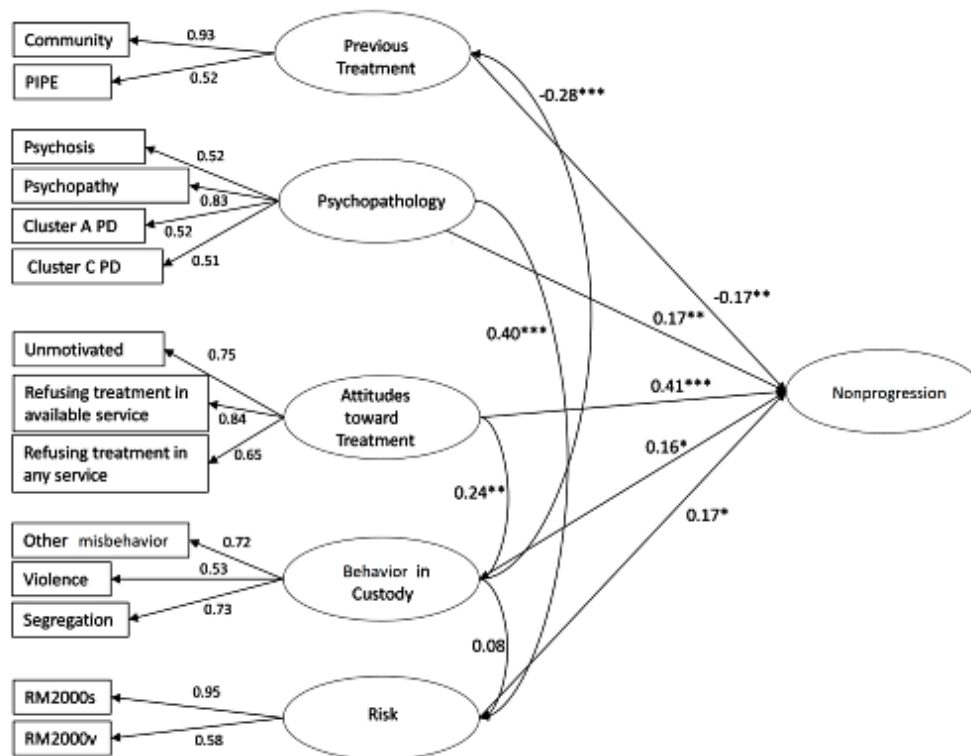 Community
0.93
Previous
Treatment
PIPE
0.52
-0.28***
Psychosis
0.52
Psychopathy
0.83
Psychopathology
Cluster A PD
0.52
Cluster C PD
0.51
-0.17**
0.17**
0.40***
Unmotivated
0.75
Refusing treatment in
available service
0.84
Attitudes
toward
Treatment
0.41***
Nonprogression
Refusing treatment in
any service
0.65
0.16*
0.24**
0.17*
Other misbehavior
0.72
Violence
0.53
Behavior in
Custody
Segregation
0.73
0.08
RM2000s
0.95
Risk
RM2000v
0.58